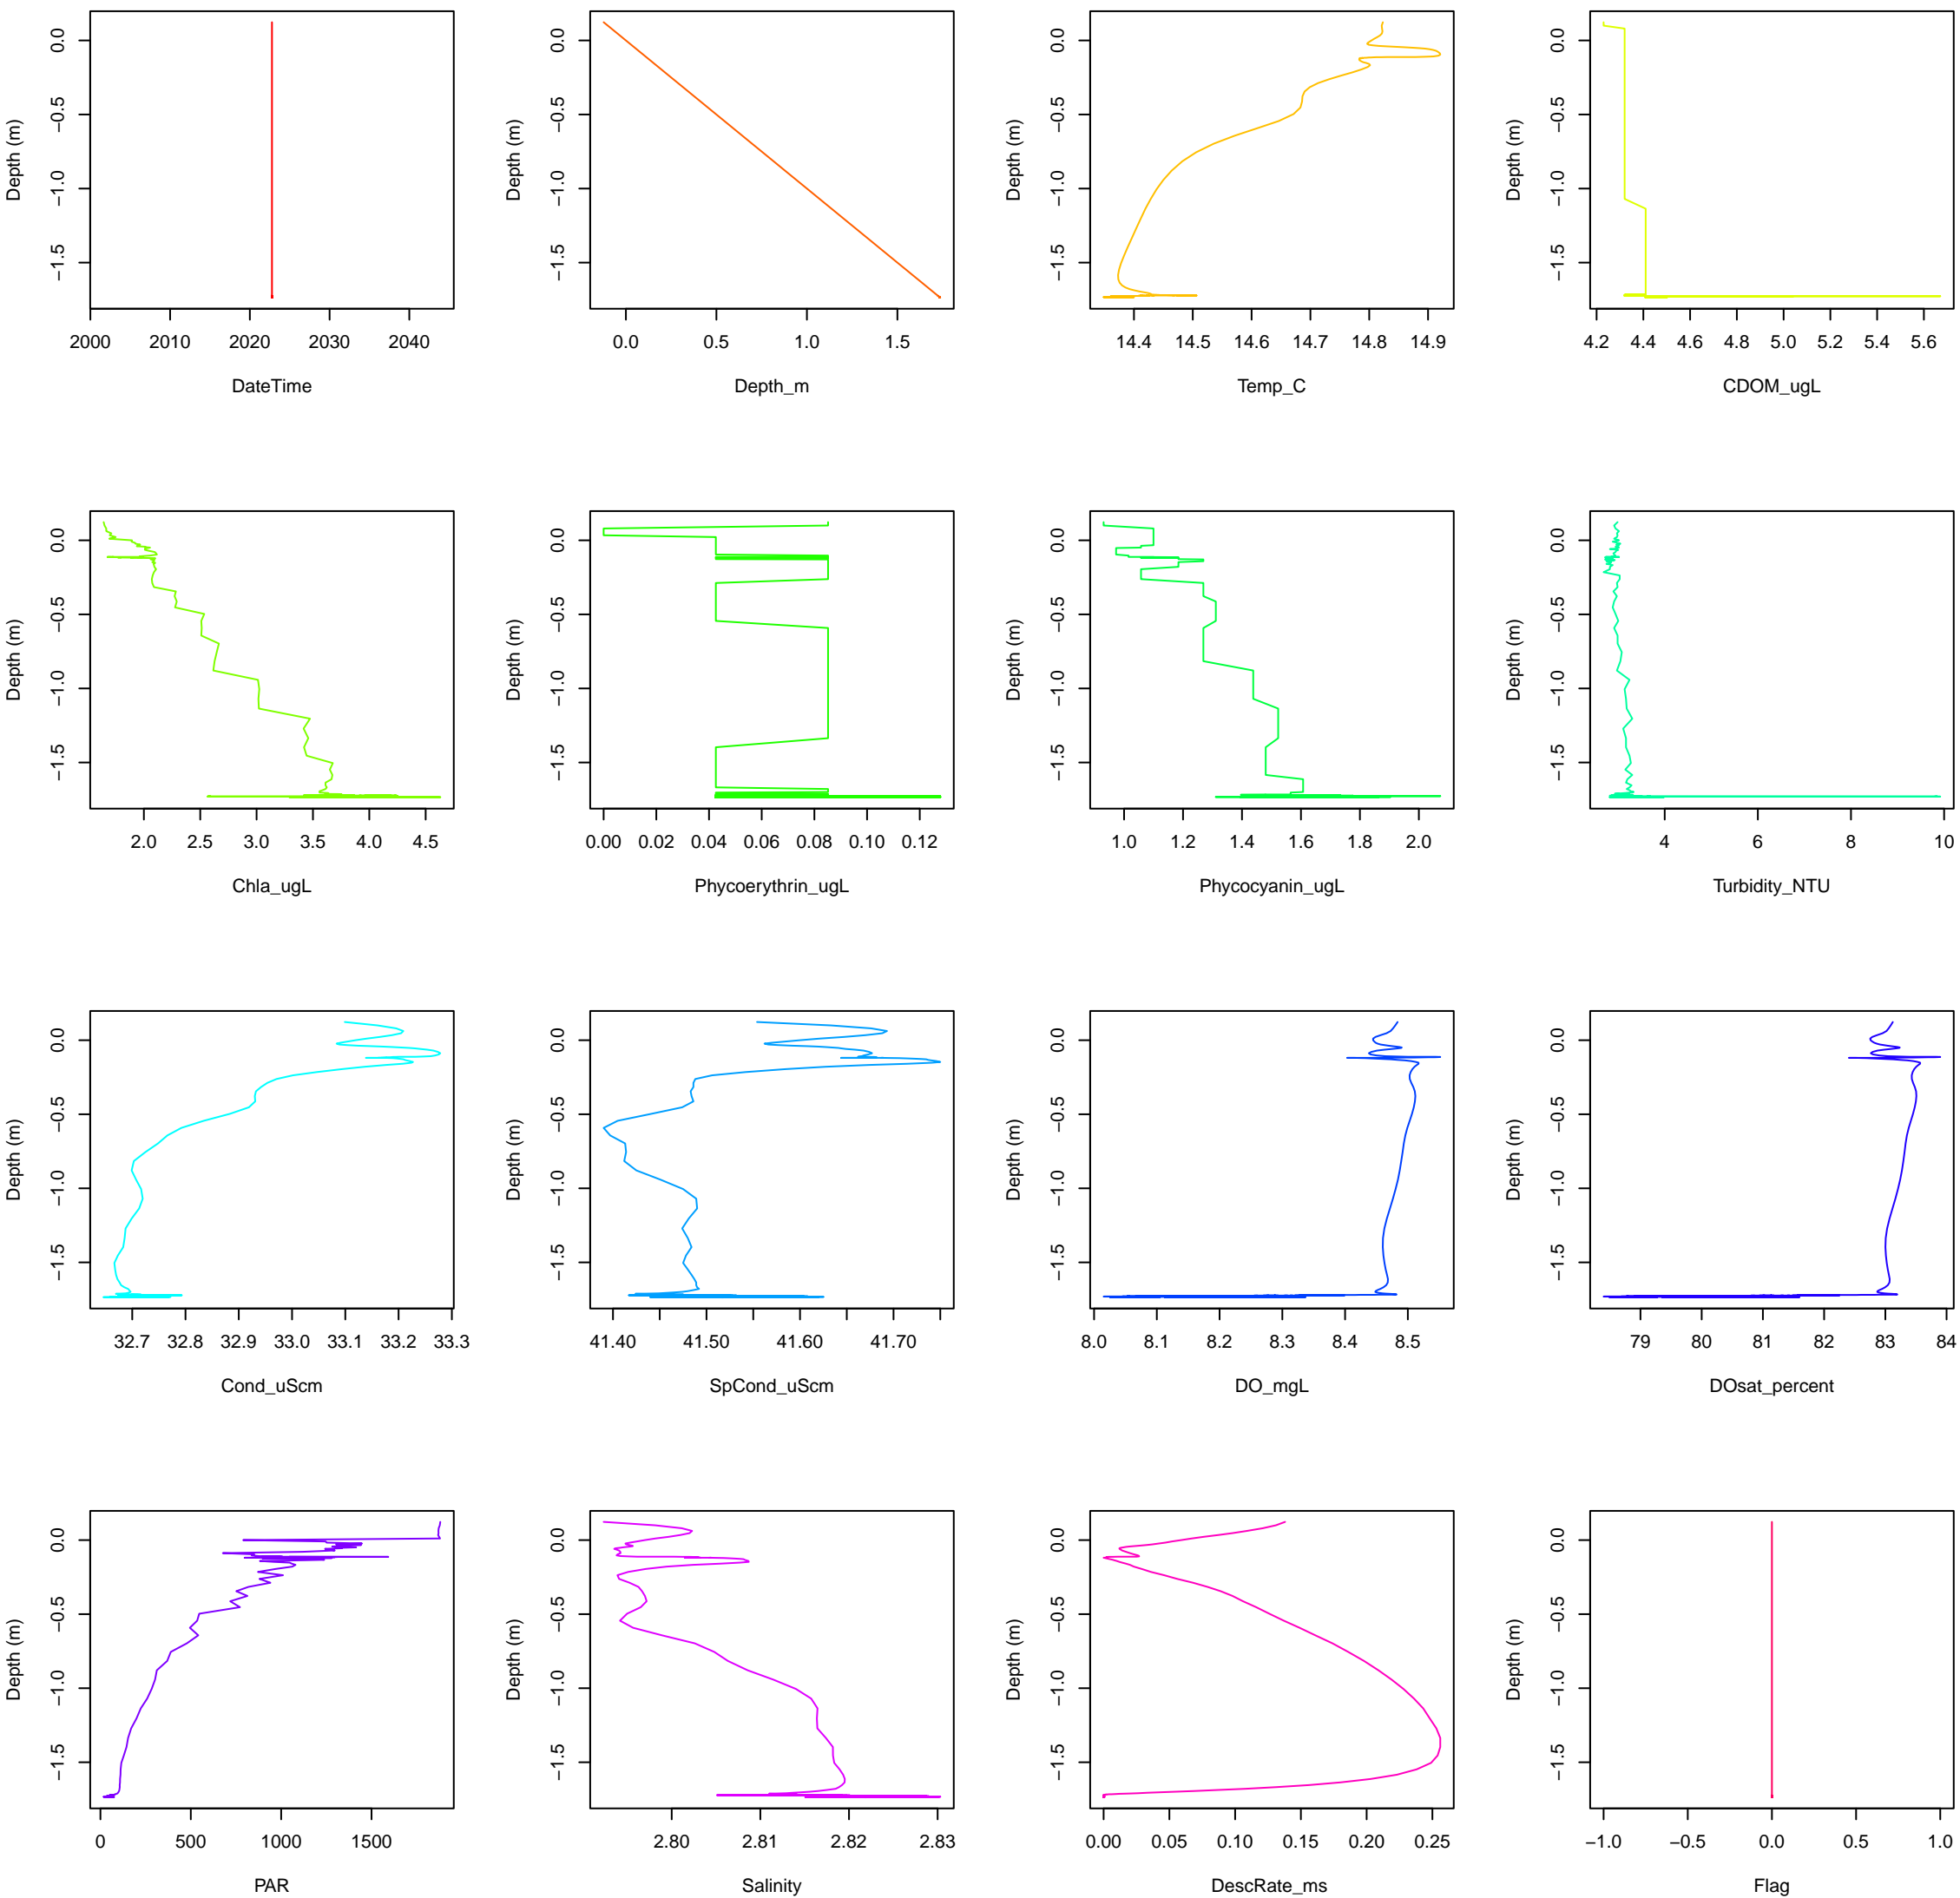 Depth (m)
0.0
−0.5
−1.0
−1.5
2000 2010 2020 2030 2040
DateTime
Depth (m)
0.0
−0.5
−1.0
−1.5
0.0 0.5 1.0 1.5
Depth_m
Depth (m)
0.0
−0.5
−1.0
−1.5
14.4 14.5 14.6 14.7 14.8 14.9
Temp_C
Depth (m)
0.0
−0.5
−1.0
−1.5
4.2 4.4 4.6 4.8 5.0 5.2 5.4 5.6
CDOM_ugL
Depth (m)
0.0
−0.5
−1.0
−1.5
2.0 2.5 3.0 3.5 4.0 4.5
Chla_ugL
Depth (m)
0.0
−0.5
−1.0
−1.5
0.00 0.02 0.04 0.06 0.08 0.10 0.12
Phycoerythrin_ugL
Depth (m)
0.0
−0.5
−1.0
−1.5
1.0 1.2 1.4 1.6 1.8 2.0
Phycocyanin_ugL
Depth (m)
0.0
−0.5
−1.0
−1.5
4 6 8 10
Turbidity_NTU
Depth (m)
0.0
−0.5
−1.0
−1.5
32.7 32.8 32.9 33.0 33.1 33.2 33.3
Cond_uScm
Depth (m)
0.0
−0.5
−1.0
−1.5
41.40 41.50 41.60 41.70
SpCond_uScm
Depth (m)
0.0
−0.5
−1.0
−1.5
8.0 8.1 8.2 8.3 8.4 8.5
DO_mgL
Depth (m)
0.0
−0.5
−1.0
−1.5
79 80 81 82 83 84
DOsat_percent
Depth (m)
0.0
−0.5
−1.0
−1.5
0 500 1000 1500
PAR
Depth (m)
0.0
−0.5
−1.0
−1.5
2.80 2.81 2.82 2.83
Salinity
Depth (m)
0.0
−0.5
−1.0
−1.5
0.00 0.05 0.10 0.15 0.20 0.25
DescRate_ms
Depth (m)
0.0
−0.5
−1.0
−1.5
−1.0 −0.5 0.0 0.5 1.0
Flag